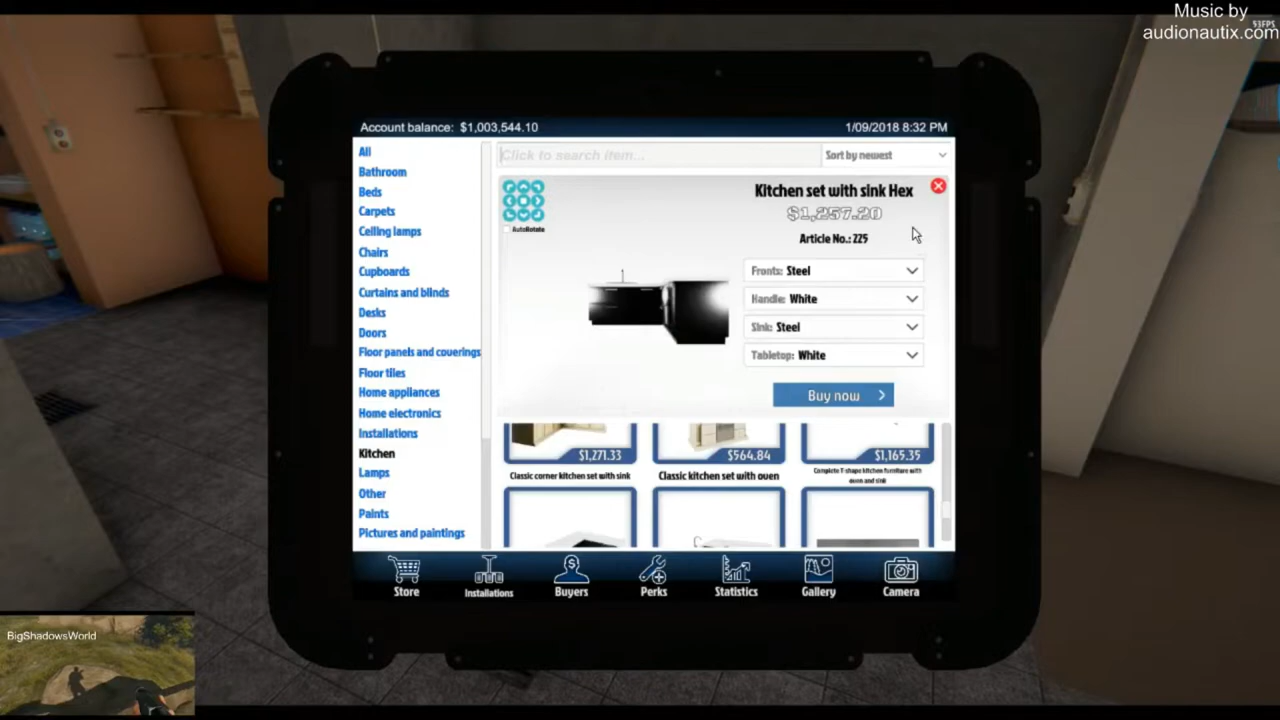 Music by
audionautix.com
53FPS
Account balance: $1,003,544.10
1/09/2018 8:32 PM
All
Bathroom
Beds
Carpets
Ceiling lamps
Chairs
Cupboards
Curtains and blinds
Desks
Doors
Floor panels and coverings
Floor tiles
Home appliances
Home electronics
Installations
Kitchen
Lamps
Other
Paints
Pictures and paintings
Click to search item...
Sort by newest
AutoRotate
Kitchen set with sink Hex
$1,257.20
Article No.: 225
Fronts: Steel
Handle: White
Sink: Steel
Tabletop: White
Buy now
$1,271.33
$564.84
$1,165.35
Classic corner kitchen set with sink
Classic kitchen set with oven
Complete T-shape kitchen furniture with
oven and sink
Store
Installations
Buyers
Perks
Statistics
Gallery
Camera
BigShadowsWorld